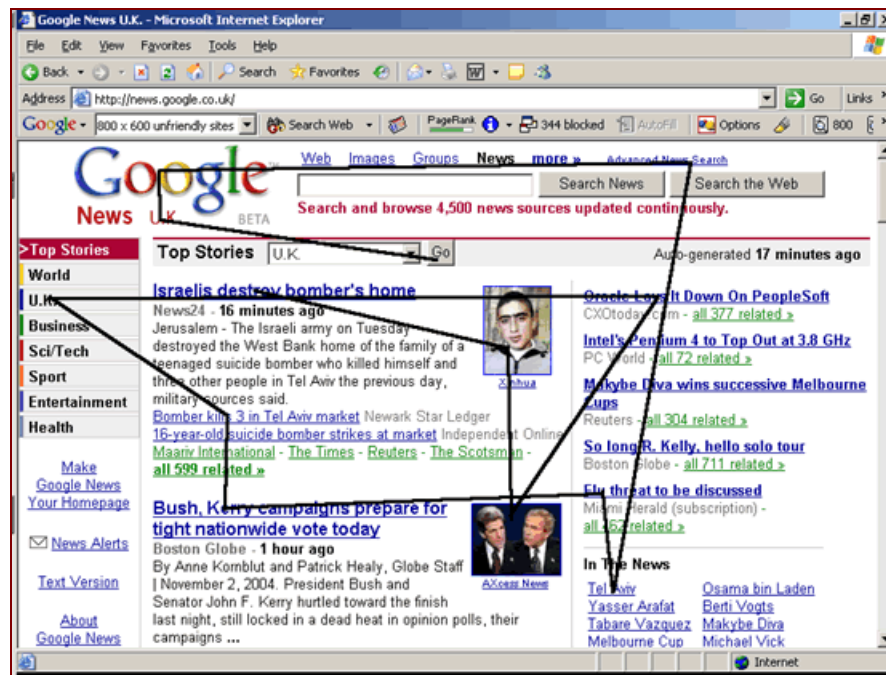 Google News U.K. - Microsoft Internet Explorer
File Edit View Favorites Tools Help
Back Search Favorites
Address http://news.google.co.uk/ Go Links
Google 800 x 600 unfriendly sites Search Web PageRank 344 blocked AutoFill Options 800
Web Images Groups News more » Advanced News Search
Google
News U.K. BETA
Search News Search the Web
Search and browse 4,500 news sources updated continuously.
>Top Stories
World
U.K.
Business
Sci/Tech
Sport
Entertainment
Health
Make
Google News
Your Homepage
News Alerts
Text Version
About
Google News
Top Stories U.K. Go Auto-generated 17 minutes ago
Israelis destroy bomber's home
News24 - 16 minutes ago
Jerusalem - The Israeli army on Tuesday
destroyed the West Bank home of the family of a
teenaged suicide bomber who killed himself and
three other people in Tel Aviv the previous day,
military sources said.
Bomber kills 3 in Tel Aviv market Newark Star Ledger
16-year-old suicide bomber strikes at market Independent Online
Maariv International - The Times - Reuters - The Scotsman -
all 599 related »
Xinhua
Bush, Kerry campaigns prepare for
tight nationwide vote today
Boston Globe - 1 hour ago
By Anne Kornblut and Patrick Healy, Globe Staff
| November 2, 2004. President Bush and
Senator John F. Kerry hurtled toward the finish
last night, still locked in a dead heat in opinion polls, their
campaigns ...
AXcess News
Oracle Lays It Down On PeopleSoft
CXOtoday.com - all 377 related »
Intel's Pentium 4 to Top Out at 3.8 GHz
PC World - all 72 related »
Makybe Diva wins successive Melbourne
Cups
Reuters - all 304 related »
So long R. Kelly, hello solo tour
Boston Globe - all 711 related »
Flu threat to be discussed
Miami Herald (subscription) -
all 462 related »
In The News
Tel Aviv Osama bin Laden
Yasser Arafat Berti Vogts
Tabare Vazquez Makybe Diva
Melbourne Cup Michael Vick
Internet